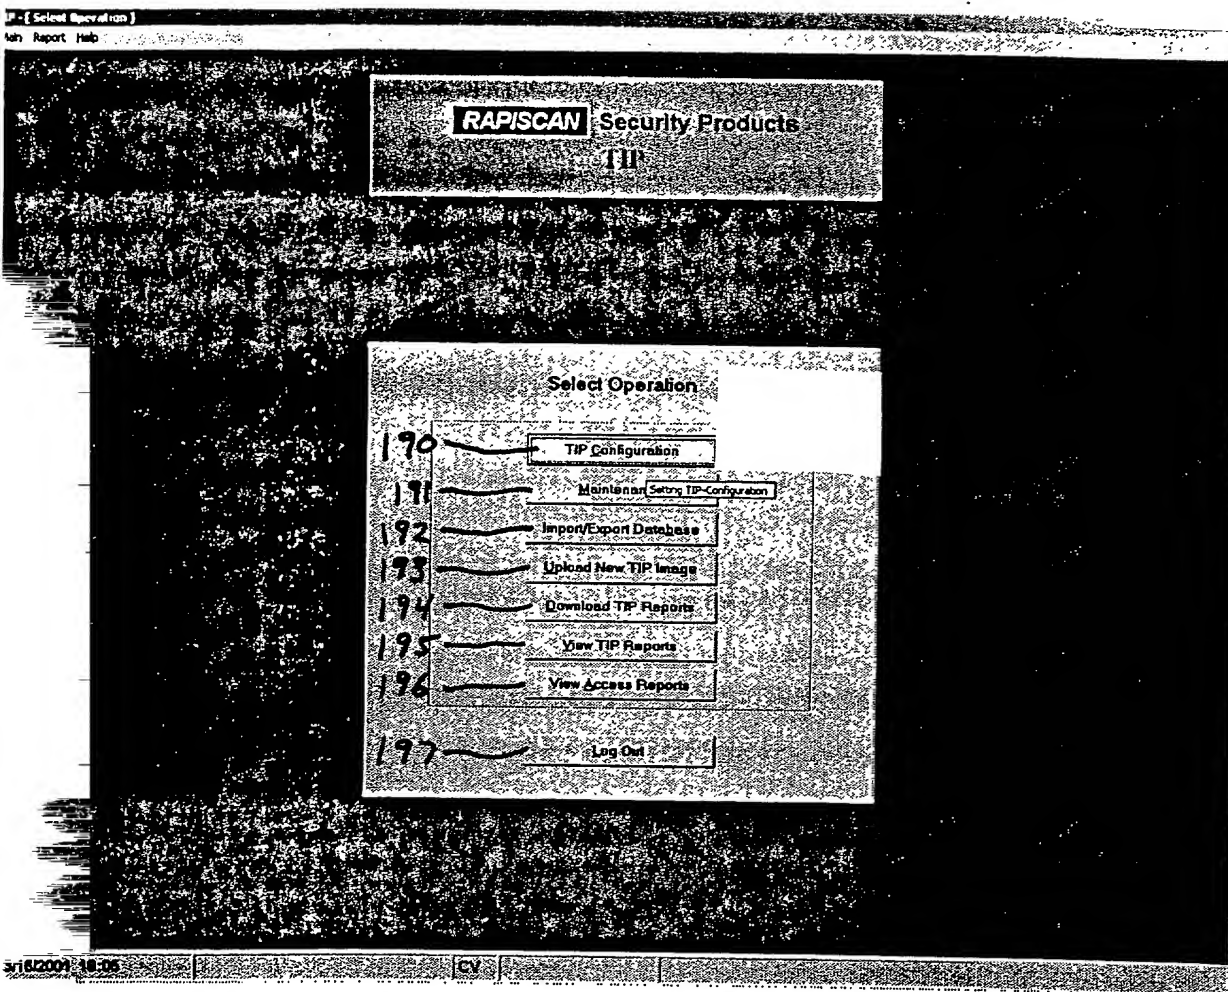 [ Select Operation ]
Report Help
RAPISCAN Security Products
TIP
Select Operation
190 TIP Configuration
191 Maintenan Setting TIP-Configuration
192 Import/Export Database
193 Upload New TIP Image
194 Download TIP Reports
195 View TIP Reports
196 View Access Reports
197 Log Out
CV